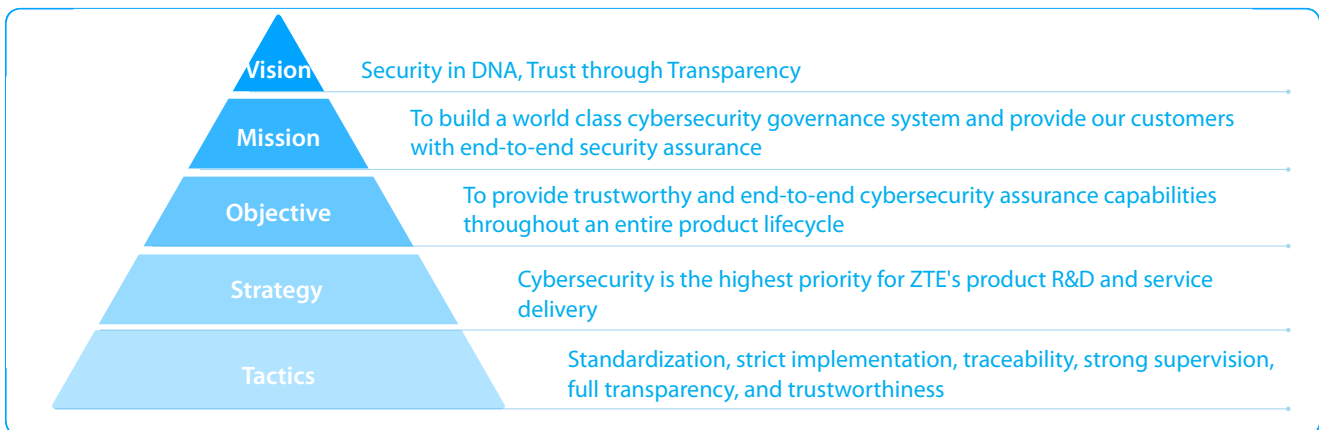 Vision
Security in DNA, Trust through Transparency
Mission
To build a world class cybersecurity governance system and provide our customers
with end-to-end security assurance
Objective
To provide trustworthy and end-to-end cybersecurity assurance capabilities
throughout an entire product lifecycle
Strategy
Cybersecurity is the highest priority for ZTE's product R&D and service
delivery
Tactics
Standardization, strict implementation, traceability, strong supervision,
full transparency, and trustworthiness